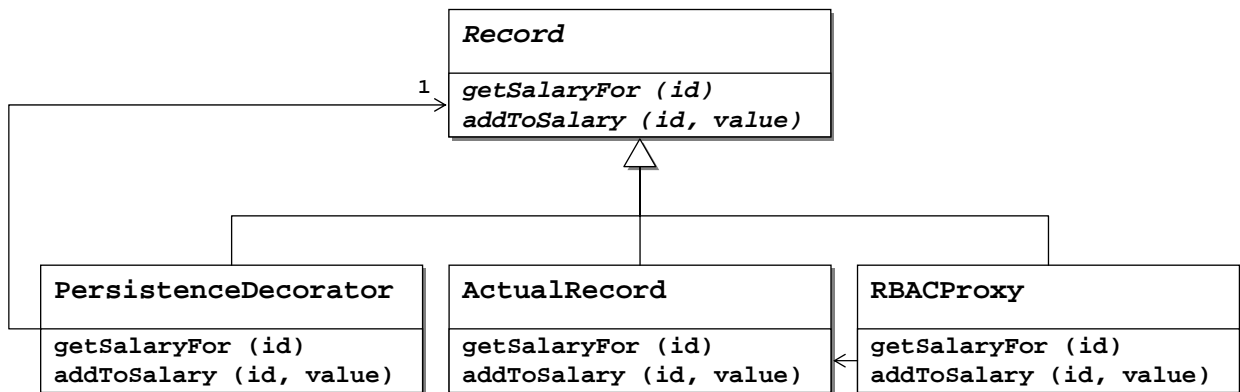 Record
1
getSalaryFor (id)
addToSalary (id, value)
PersistenceDecorator
getSalaryFor (id)
addToSalary (id, value)
ActualRecord
getSalaryFor (id)
addToSalary (id, value)
RBACProxy
getSalaryFor (id)
addToSalary (id, value)